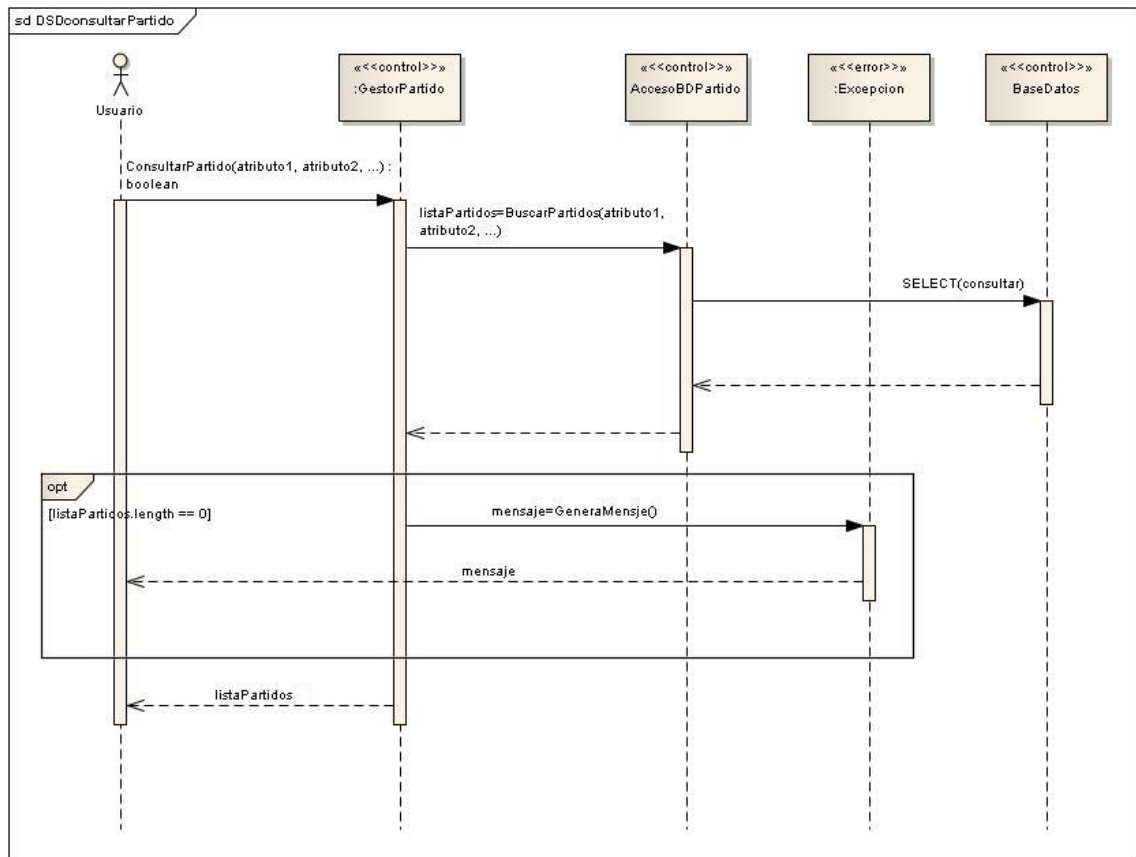 sd DSDconsultarPartido
Usuario
«<<control>>»
:GestorPartido
«<<control>>»
AccesoBDPartido
«<<error>>»
:Excepcion
«<<control>>»
BaseDatos
ConsultarPartido(atributo1, atributo2, ...) :
boolean
listaPartidos=BuscarPartidos(atributo1,
atributo2, ...)
SELECT(consultar)
opt
[listaPartidos.length == 0]
mensaje=GeneraMensje()
mensaje
listaPartidos